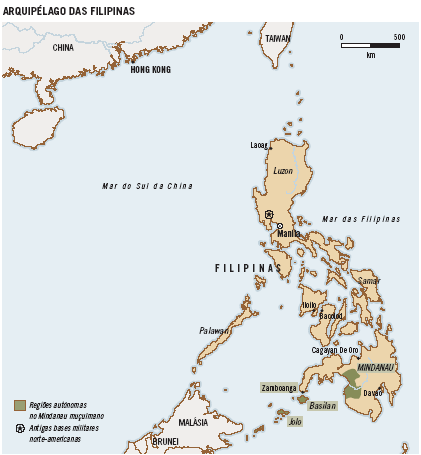 ARQUIPÉLAGO DAS FILIPINAS
CHINA
TAIWAN
0 500
km
HONG KONG
Laoag
Luzon
Mar do Sul da China
Mar das Filipinas
Manila
FILIPINAS
Samar
Iloilo
Bacolod
Palawan
Cagayan De Oro
MINDANAU
Zamboanga
Davao
Basilan
Jolo
Regiões autônomas
no Mindanau muçulmano
Antigas bases militares
norte-americanas
MALÁSIA
BRUNEI